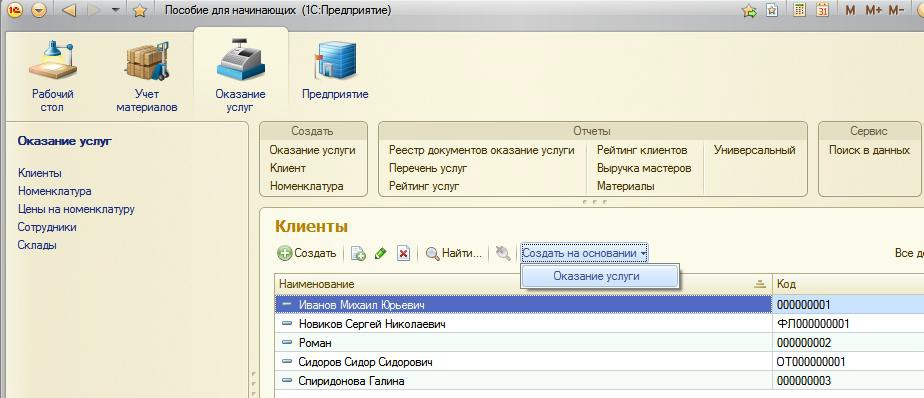 Пособие для начинающих (1С:Предприятие)
31
M M+ M-
Рабочий стол
Учет материалов
Оказание услуг
Предприятие
Оказание услуг
Клиенты
Номенклатура
Цены на номенклатуру
Сотрудники
Склады
Создать
Оказание услуги
Клиент
Номенклатура
Отчеты
Реестр документов оказание услуги
Перечень услуг
Рейтинг услуг
Рейтинг клиентов
Выручка мастеров
Материалы
Универсальный
Сервис
Поиск в данных
Клиенты
Создать
Найти...
Создать на основании
Все де
Оказание услуги
Наименование Код
Иванов Михаил Юрьевич 000000001
Новиков Сергей Николаевич ФЛ000000001
Роман 000000002
Сидоров Сидор Сидорович ОТ000000001
Спиридонова Галина 000000003